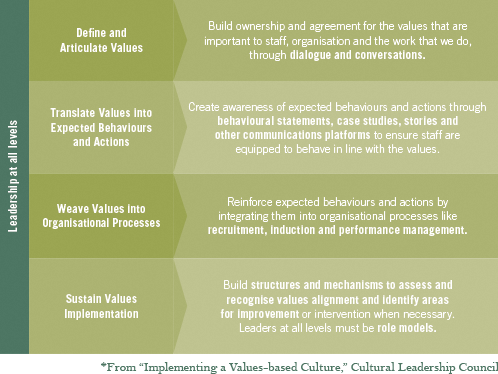 Leadership at all levels
Define and
Articulate Values
Build ownership and agreement for the values that are
important to staff, organisation and the work that we do,
through dialogue and conversations.
Translate Values into
Expected Behaviours
and Actions
Create awareness of expected behaviours and actions through
behavioural statements, case studies, stories and
other communications platforms to ensure staff are
equipped to behave in line with the values.
Weave Values into
Organisational Processes
Reinforce expected behaviours and actions by
integrating them into organisational processes like
recruitment, induction and performance management.
Sustain Values
Implementation
Build structures and mechanisms to assess and
recognise values alignment and identify areas
for improvement or intervention when necessary.
Leaders at all levels must be role models.
*From “Implementing a Values-based Culture,” Cultural Leadership Council